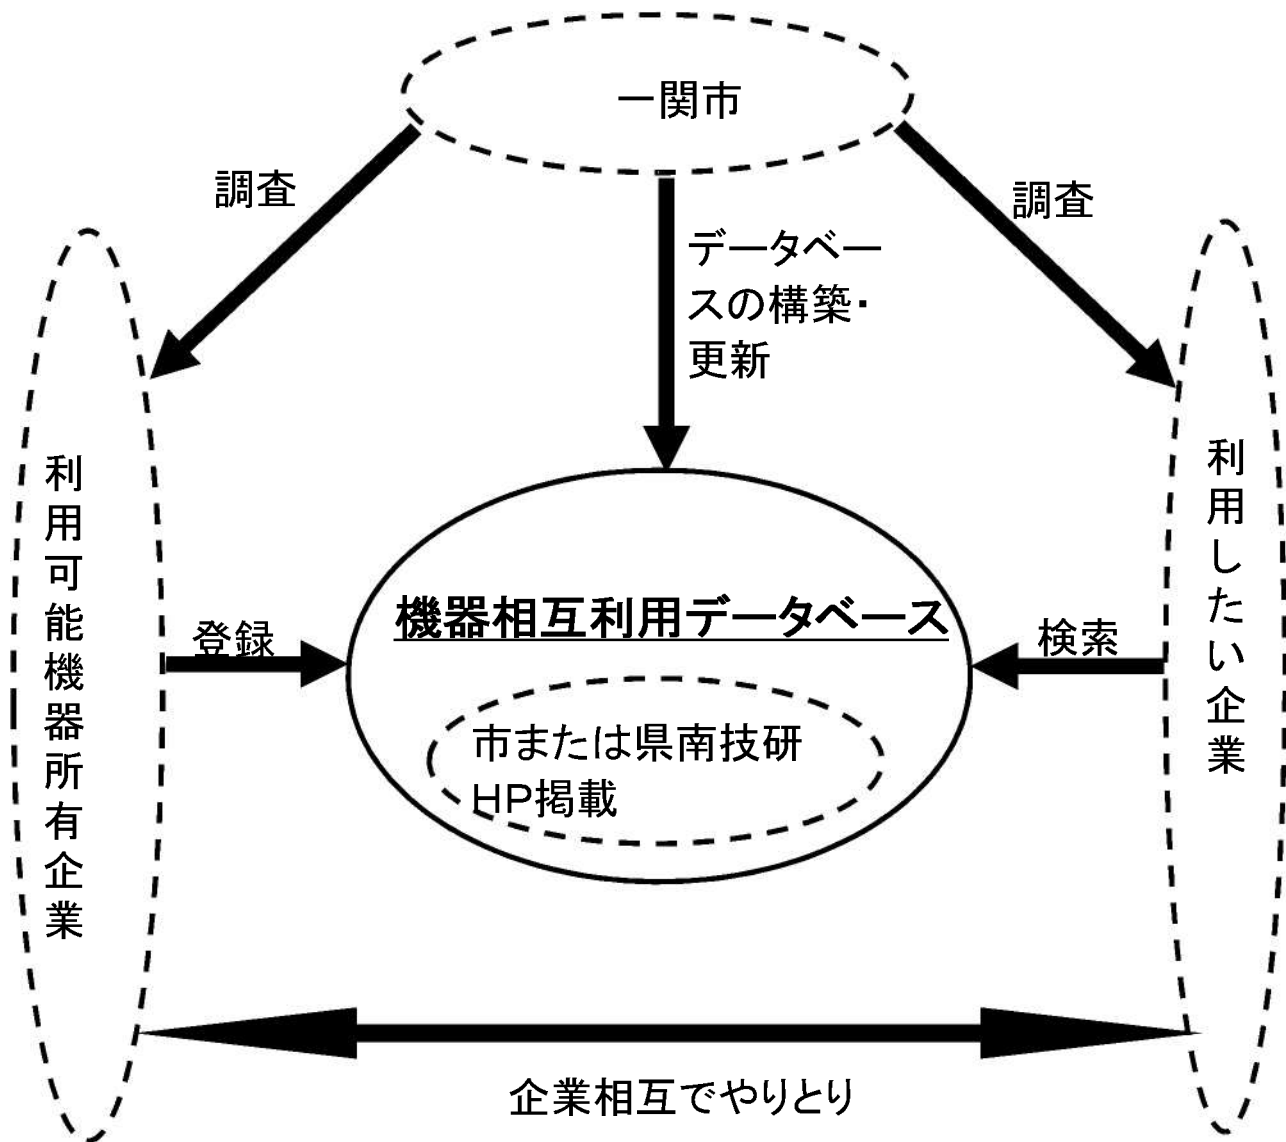 一関市
調査
調査
データベー
スの構築・
更新
利用可能機器所有企業
利用したい企業
機器相互利用データベース
登録
検索
市または県南技研
HP掲載
企業相互でやりとり